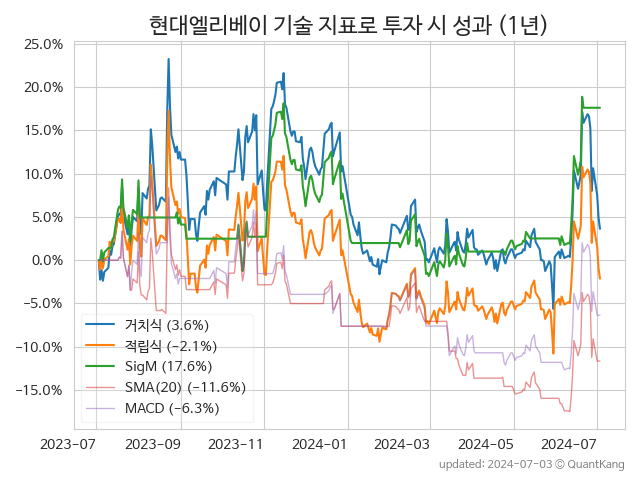 현대엘리베이 기술 지표로 투자 시 성과 (1년)
25.0%
20.0%
15.0%
10.0%
5.0%
0.0%
−5.0%
−10.0%
−15.0%
거치식 (3.6%)
적립식 (−2.1%)
SigM (17.6%)
SMA(20) (−11.6%)
MACD (−6.3%)
2023−07 2023−09 2023−11 2024−01 2024−03 2024−05 2024−07
updated: 2024-07-03 © QuantKang